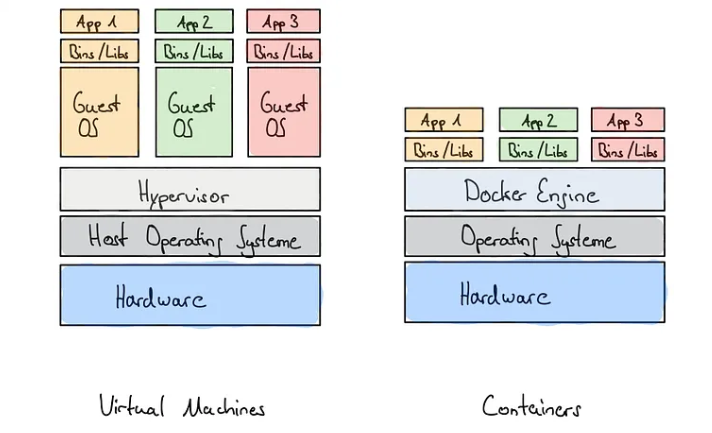 App 1
Bins/Libs
Guest
OS
App 2
Bins/Libs
Guest
OS
App 3
Bins/Libs
Guest
OS
Hypervisor
Host Operating Systeme
Hardware
Virtual Machines
App 1
Bins/Libs
App 2
Bins/Libs
App 3
Bins/Libs
Docker Engine
Operating Systeme
Hardware
Containers